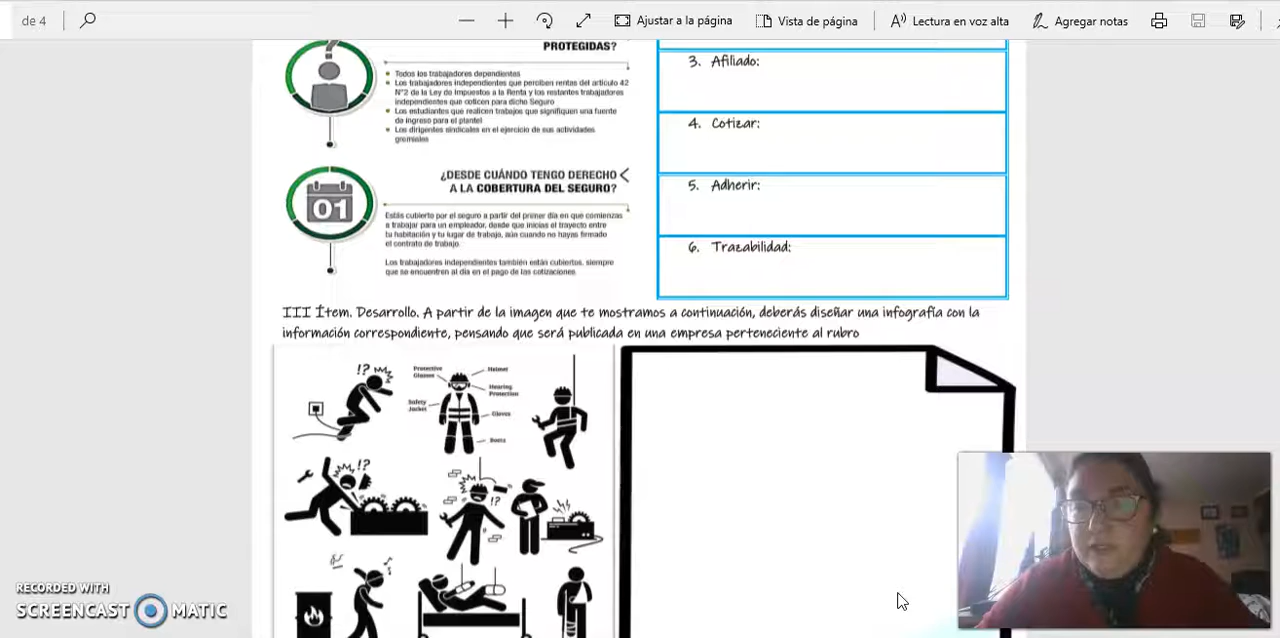 de 4
Ajustar a la página
Vista de página
Lectura en voz alta
Agregar notas
PROTEGIDAS?
Todos los trabajadores dependientes
Los trabajadores independientes que perciben rentas del artículo 42
N°2 de la Ley de Impuestos a la Renta y los restantes trabajadores
independientes que coticen para dicho Seguro
Los estudiantes que realicen trabajos que signifiquen una fuente
de ingreso para el plantel
Los dirigentes sindicales en el ejercicio de sus actividades
gremiales
¿DESDE CUÁNDO TENGO DERECHO
A LA COBERTURA DEL SEGURO?
01
Estás cubierto por el seguro a partir del primer día en que comienzas
a trabajar para un empleador, desde que inicias el trayecto entre
tu habitación y tu lugar de trabajo, aún cuando no hayas firmado
el contrato de trabajo
Los trabajadores independientes también están cubiertos, siempre
que se encuentren al día en el pago de las cotizaciones
3. Afiliado:
4. Cotizar:
5. Adherir:
6. Trazabilidad:
III Ítem. Desarrollo. A partir de la imagen que te mostramos a continuación, deberás diseñar una infografía con la
información correspondiente, pensando que será publicada en una empresa perteneciente al rubro
!?
Protective
Glasses
Helmet
Hearing
Protection
Safety
Jacket
Gloves
Boots
!?
!?
RECORDED WITH
SCREENCAST MATIC